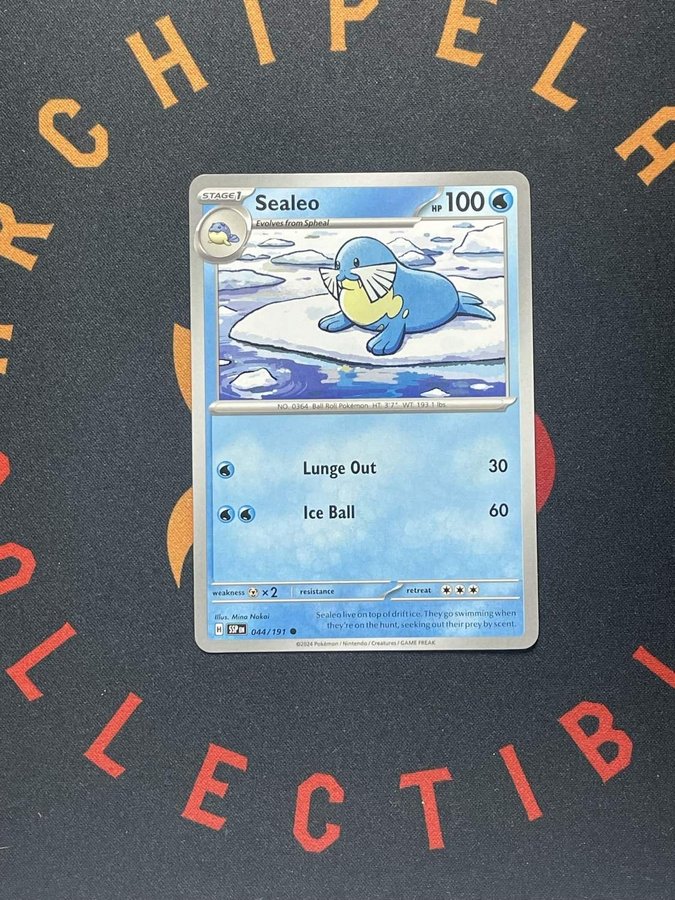 ARCHIPELA
COLLECTIBL
STAGE1
Sealeo
HP 100
Evolves from Spheal
NO. 0364 Ball Roll Pokémon HT: 3'7" WT: 193.1 lbs.
Lunge Out 30
Ice Ball 60
weakness ×2 resistance retreat
Illus. Mina Nakai
Sealeo live on top of drift ice. They go swimming when
they're on the hunt, seeking out their prey by scent.
H SSP EN 044/191
©2024 Pokémon / Nintendo / Creatures / GAME FREAK